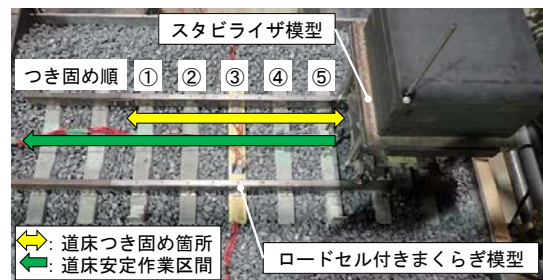 スタビライザ模型
つき固め順 ① ② ③ ④ ⑤
⇔: 道床つき固め箇所
←: 道床安定作業区間
ロードセル付きまくらぎ模型